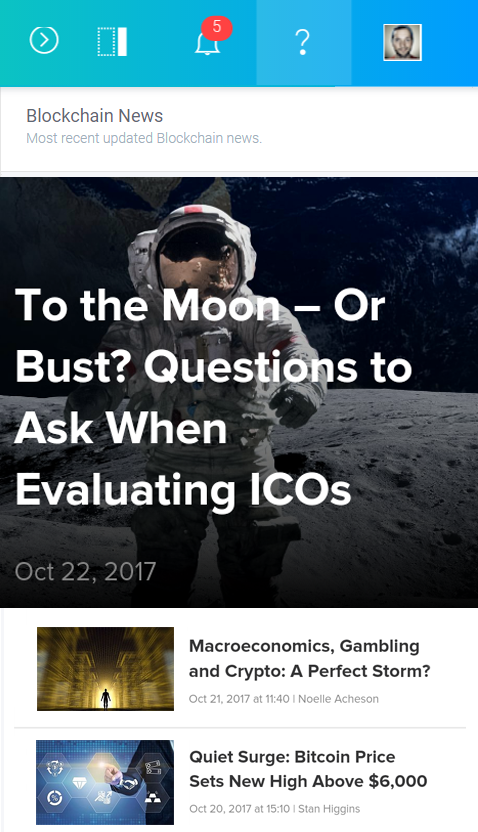 5
?
Blockchain News
Most recent updated Blockchain news.
To the Moon – Or
Bust? Questions to
Ask When
Evaluating ICOs
Oct 22, 2017
Macroeconomics, Gambling
and Crypto: A Perfect Storm?
Oct 21, 2017 at 11:40 | Noelle Acheson
Quiet Surge: Bitcoin Price
Sets New High Above $6,000
Oct 20, 2017 at 15:10 | Stan Higgins